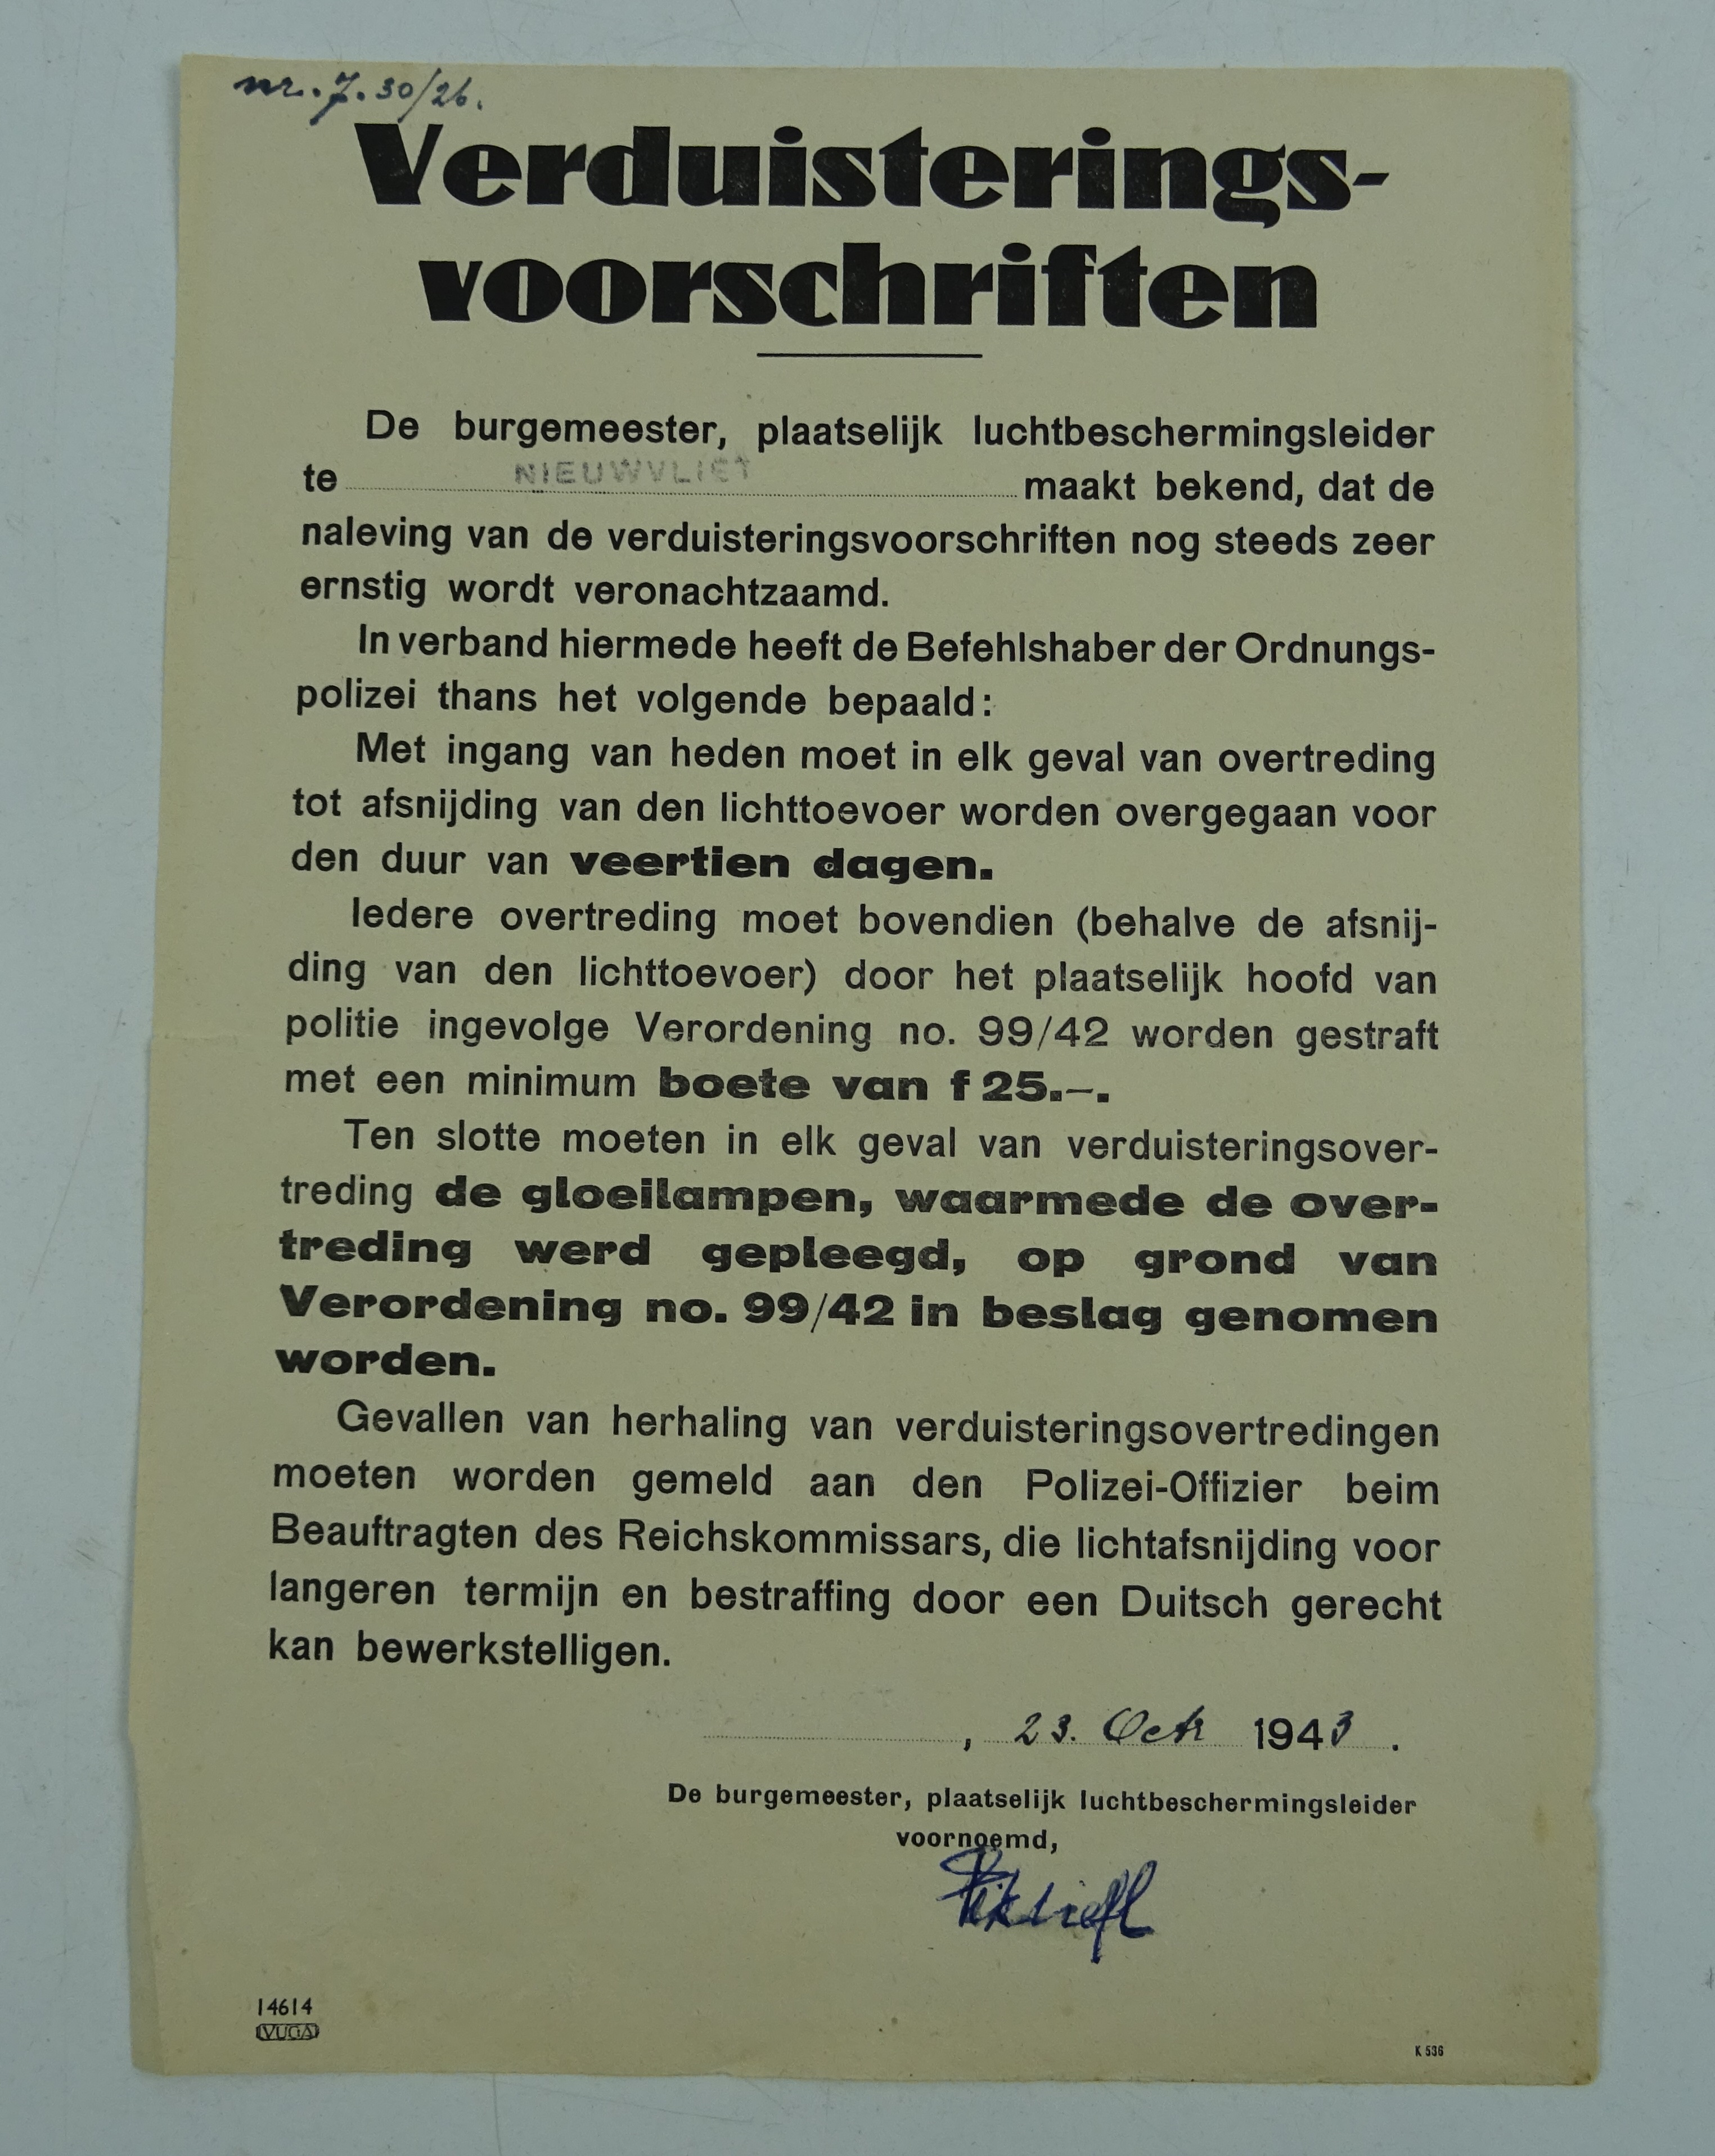 nr. 7.30/26.
Verduisterings-
voorschriften
De burgemeester, plaatselijk luchtbeschermingsleider
te NIEUWVLIET maakt bekend, dat de
naleving van de verduisteringsvoorschriften nog steeds zeer
ernstig wordt veronachtzaamd.
In verband hiermede heeft de Befehlshaber der Ordnungs-
polizei thans het volgende bepaald:
Met ingang van heden moet in elk geval van overtreding
tot afsnijding van den lichttoevoer worden overgegaan voor
den duur van veertien dagen.
Iedere overtreding moet bovendien (behalve de afsnij-
ding van den lichttoevoer) door het plaatselijk hoofd van
politie ingevolge Verordening no. 99/42 worden gestraft
met een minimum boete van f 25.–.
Ten slotte moeten in elk geval van verduisteringsover-
treding de gloeilampen, waarmede de over-
treding werd gepleegd, op grond van
Verordening no. 99/42 in beslag genomen
worden.
Gevallen van herhaling van verduisteringsovertredingen
moeten worden gemeld aan den Polizei-Offizier beim
Beauftragten des Reichskommissars, die lichtafsnijding voor
langeren termijn en bestraffing door een Duitsch gerecht
kan bewerkstelligen.
, 23. Oct 1943.
De burgemeester, plaatselijk luchtbeschermingsleider
voornoemd,
14614
VUGA
K 536